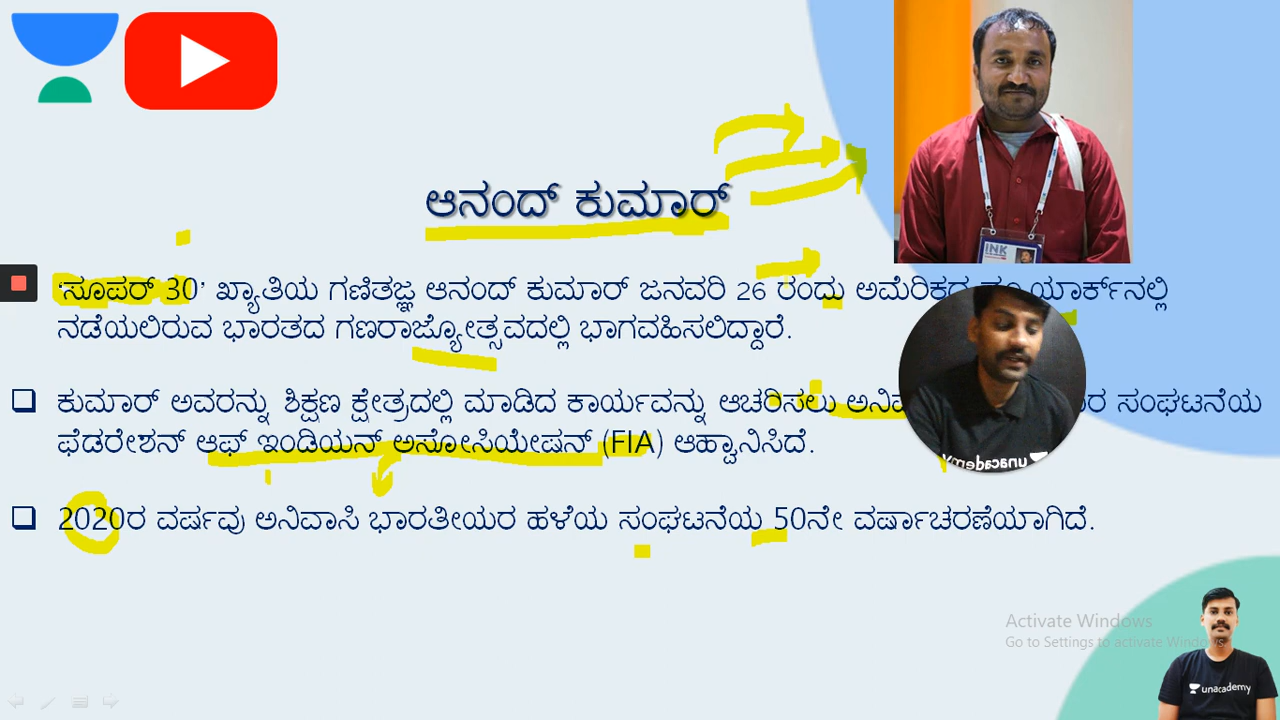 INK
ಆನಂದ್ ಕುಮಾರ್
'ಸೂಪರ್ 30' ಖ್ಯಾತಿಯ ಗಣಿತಜ್ಞ ಆನಂದ್ ಕುಮಾರ್ ಜನವರಿ 26 ರಂದು ಅಮೆರಿಕದ
ನಡೆಯಲಿರುವ ಭಾರತದ ಗಣರಾಜ್ಯೋತ್ಸವದಲ್ಲಿ ಭಾಗವಹಿಸಲಿದ್ದಾರೆ.
ಕುಮಾರ್ ಅವರನ್ನು ಶಿಕ್ಷಣ ಕ್ಷೇತ್ರದಲ್ಲಿ ಮಾಡಿದ ಕಾರ್ಯವನ್ನು ಆಚರಿಸಲು ಸಂಘಟನೆಯ
ಫೆಡರೇಶನ್ ಆಫ್ ಇಂಡಿಯನ್ ಅಸೋಸಿಯೇಷನ್ (FIA) ಆಹ್ವಾನಿಸಿದೆ.
unacademy
2020ರ ವರ್ಷವು ಅನಿವಾಸಿ ಭಾರತೀಯರ ಹಳೆಯ ಸಂಘಟನೆಯ 50ನೇ ವರ್ಷಾಚರಣೆಯಾಗಿದೆ.
Activate Windows
Go to Settings to activate Windows
unacademy